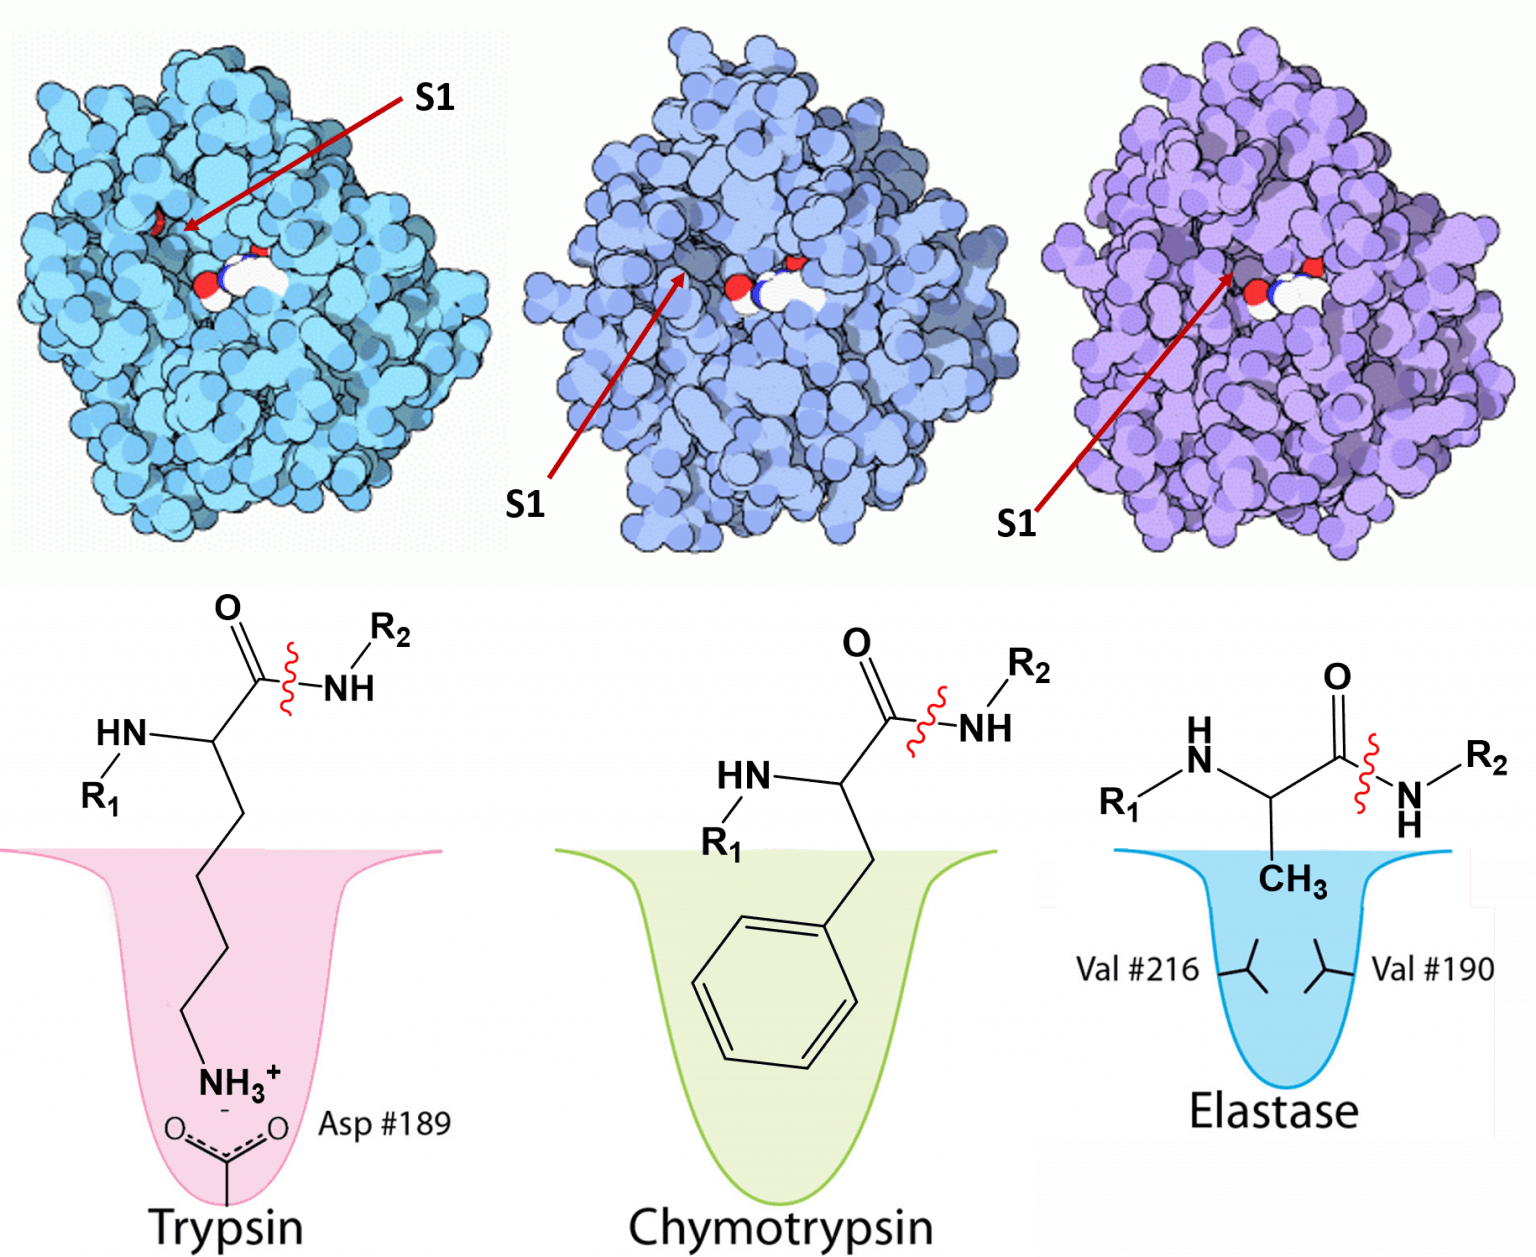 S1
S1
S1
O
R2
NH
HN
R1
NH3+
-
O
O
Asp #189
Trypsin
O
R2
NH
HN
R1
Chymotrypsin
O
H
N
R2
R1
N
H
CH3
Val #216
Val #190
Elastase